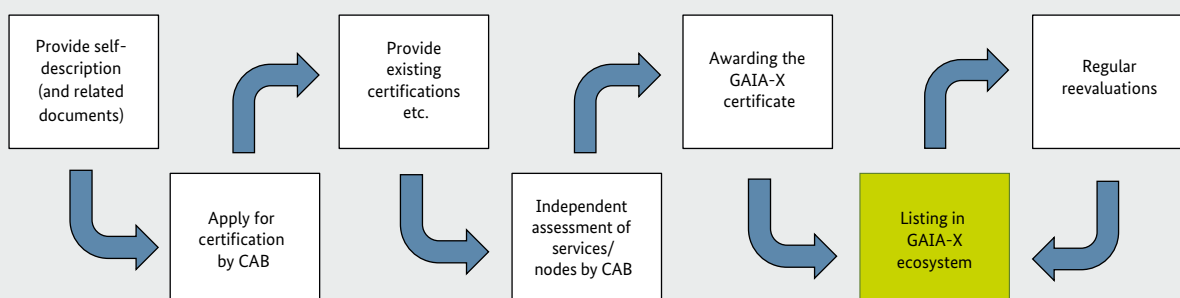 Provide self-
description
(and related
documents)
Apply for
certification
by CAB
Provide
existing
certifications
etc.
Independent
assessment of
services/
nodes by CAB
Awarding the
GAIA-X
certificate
Listing in
GAIA-X
ecosystem
Regular
reevaluations